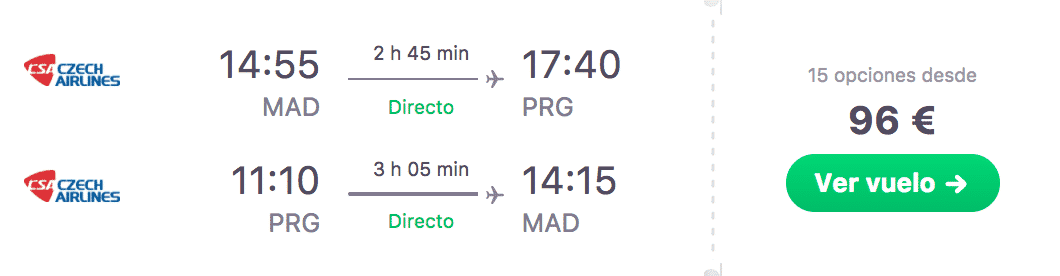 CSA CZECH AIRLINES
14:55
MAD
2 h 45 min
Directo
17:40
PRG
CSA CZECH AIRLINES
11:10
PRG
3 h 05 min
Directo
14:15
MAD
15 opciones desde
96 €
Ver vuelo →